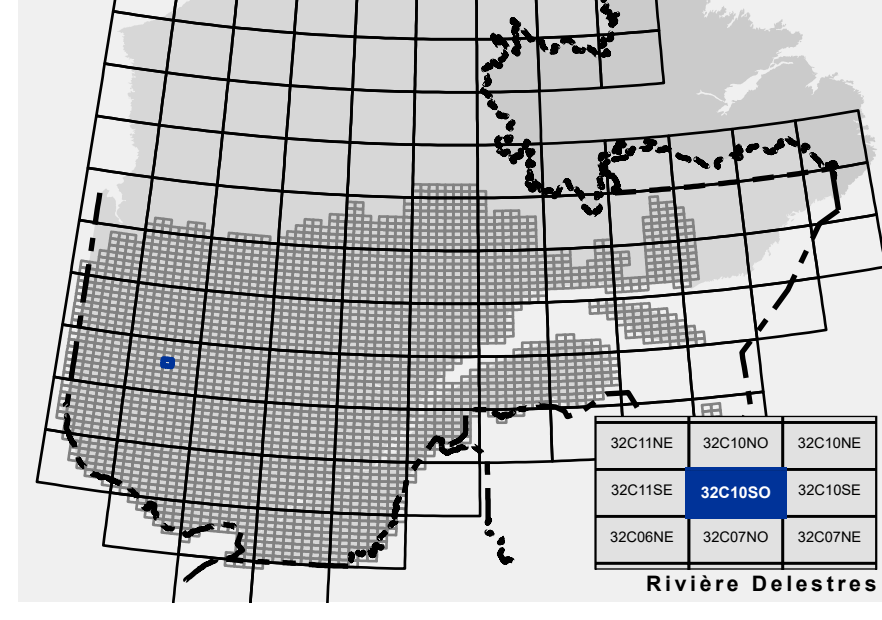 32C11NE 32C10NO 32C10NE
32C11SE 32C10SO 32C10SE
32C06NE 32C07NO 32C07NE
Rivière Delestres